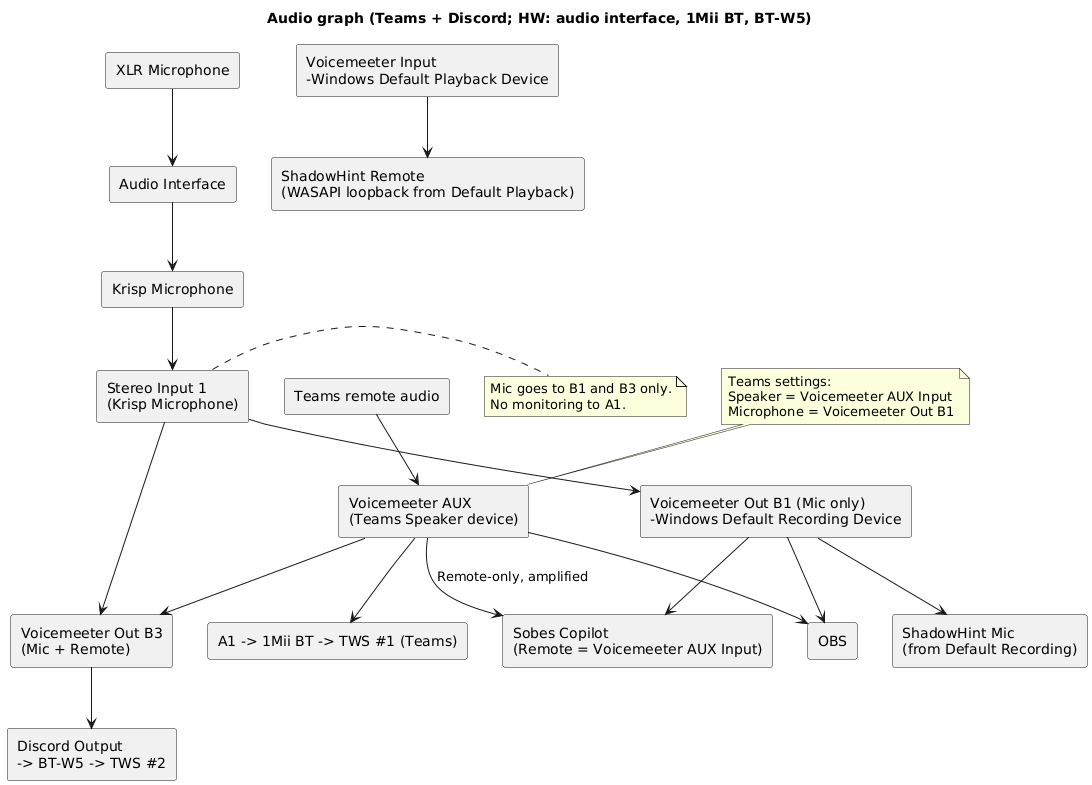 Audio graph (Teams + Discord; HW: audio interface, 1Mii BT, BT-W5)
XLR Microphone
Voicemeeter Input
-Windows Default Playback Device
Audio Interface
ShadowHint Remote
(WASAPI loopback from Default Playback)
Krisp Microphone
Stereo Input 1
(Krisp Microphone)
Teams remote audio
Mic goes to B1 and B3 only.
No monitoring to A1.
Teams settings:
Speaker = Voicemeeter AUX Input
Microphone = Voicemeeter Out B1
Voicemeeter AUX
(Teams Speaker device)
Voicemeeter Out B1 (Mic only)
-Windows Default Recording Device
Remote-only, amplified
Voicemeeter Out B3
(Mic + Remote)
A1 -> 1Mii BT -> TWS #1 (Teams)
Sobes Copilot
(Remote = Voicemeeter AUX Input)
OBS
ShadowHint Mic
(from Default Recording)
Discord Output
-> BT-W5 -> TWS #2